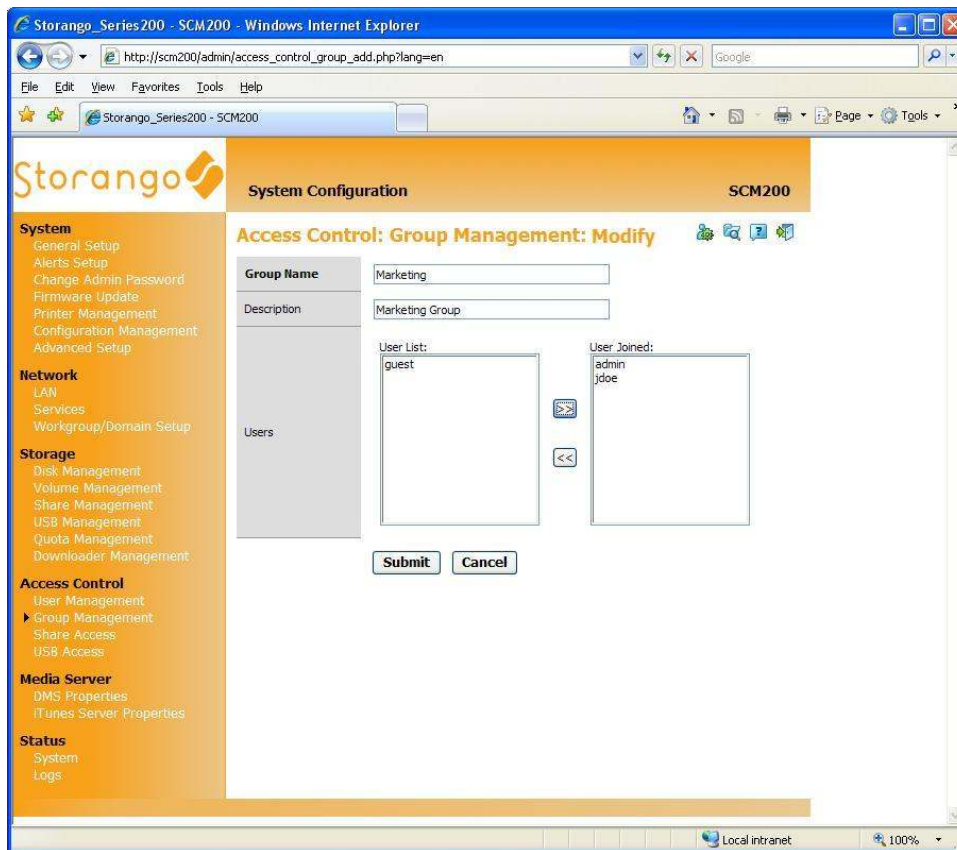 Storango_Series200 - SCM200 - Windows Internet Explorer
http://scm200/admin/access_control_group_add.php?lang=en
Google
File Edit View Favorites Tools Help
Storango_Series200 - SCM200
Page Tools
Storango
System Configuration
SCM200
System
General Setup
Alerts Setup
Change Admin Password
Firmware Update
Printer Management
Configuration Management
Advanced Setup
Network
LAN
Services
Workgroup/Domain Setup
Storage
Disk Management
Volume Management
Share Management
USB Management
Quota Management
Downloader Management
Access Control
User Management
Group Management
Share Access
USB Access
Media Server
DMS Properties
iTunes Server Properties
Status
System
Logs
Access Control: Group Management: Modify
Group Name
Marketing
Description
Marketing Group
Users
User List:
guest
>>
<<
User Joined:
admin
jdoe
Submit
Cancel
Local intranet
100%